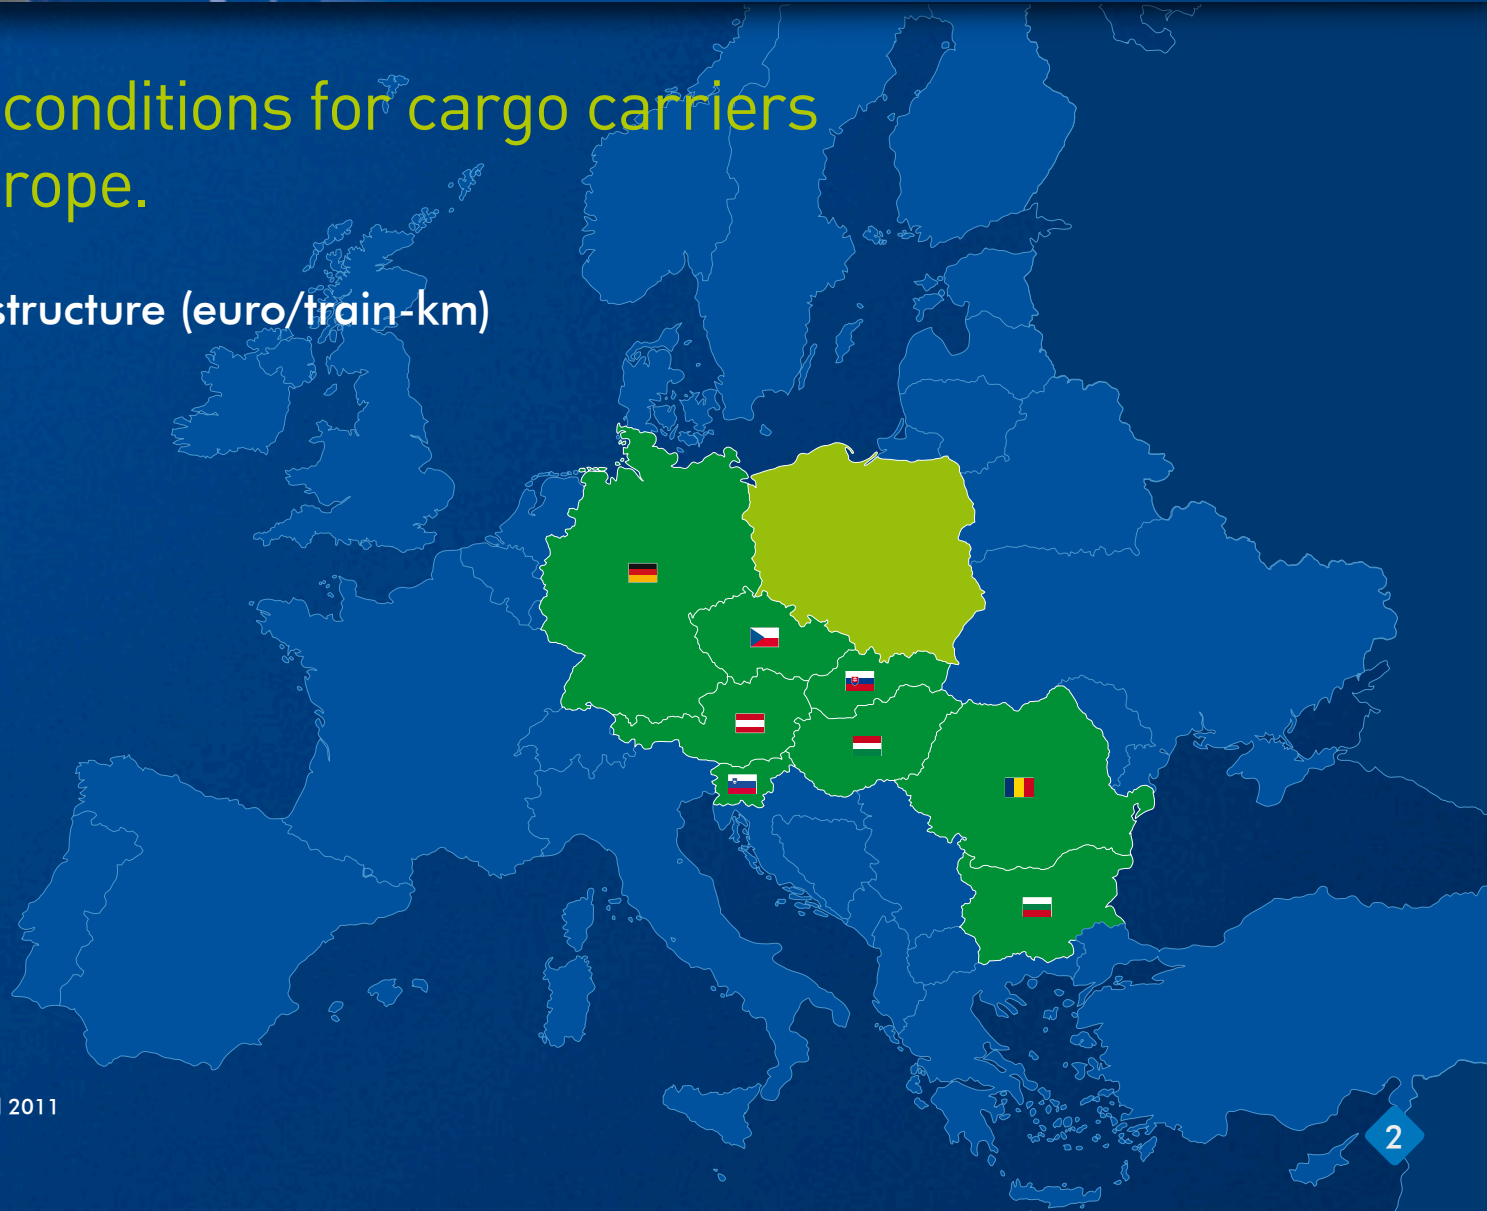 conditions for cargo carriers
rope.
structure (euro/train-km)
2011
2